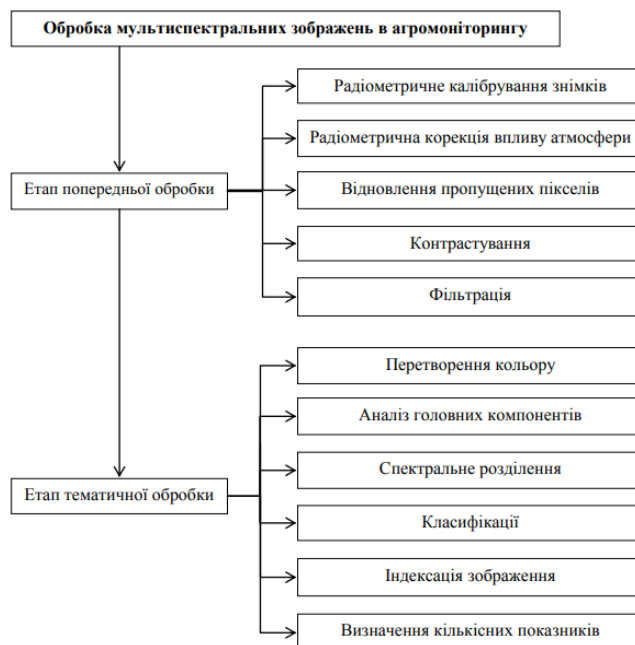 Обробка мультиспектральних зображень в агромоніторингу
Радіометричне калібрування знімків
Радіометрична корекція впливу атмосфери
Етап попередньої обробки
Відновлення пропущених пікселів
Контрастування
Фільтрація
Перетворення кольору
Аналіз головних компонентів
Спектральне розділення
Етап тематичної обробки
Класифікації
Індексація зображення
Визначення кількісних показників